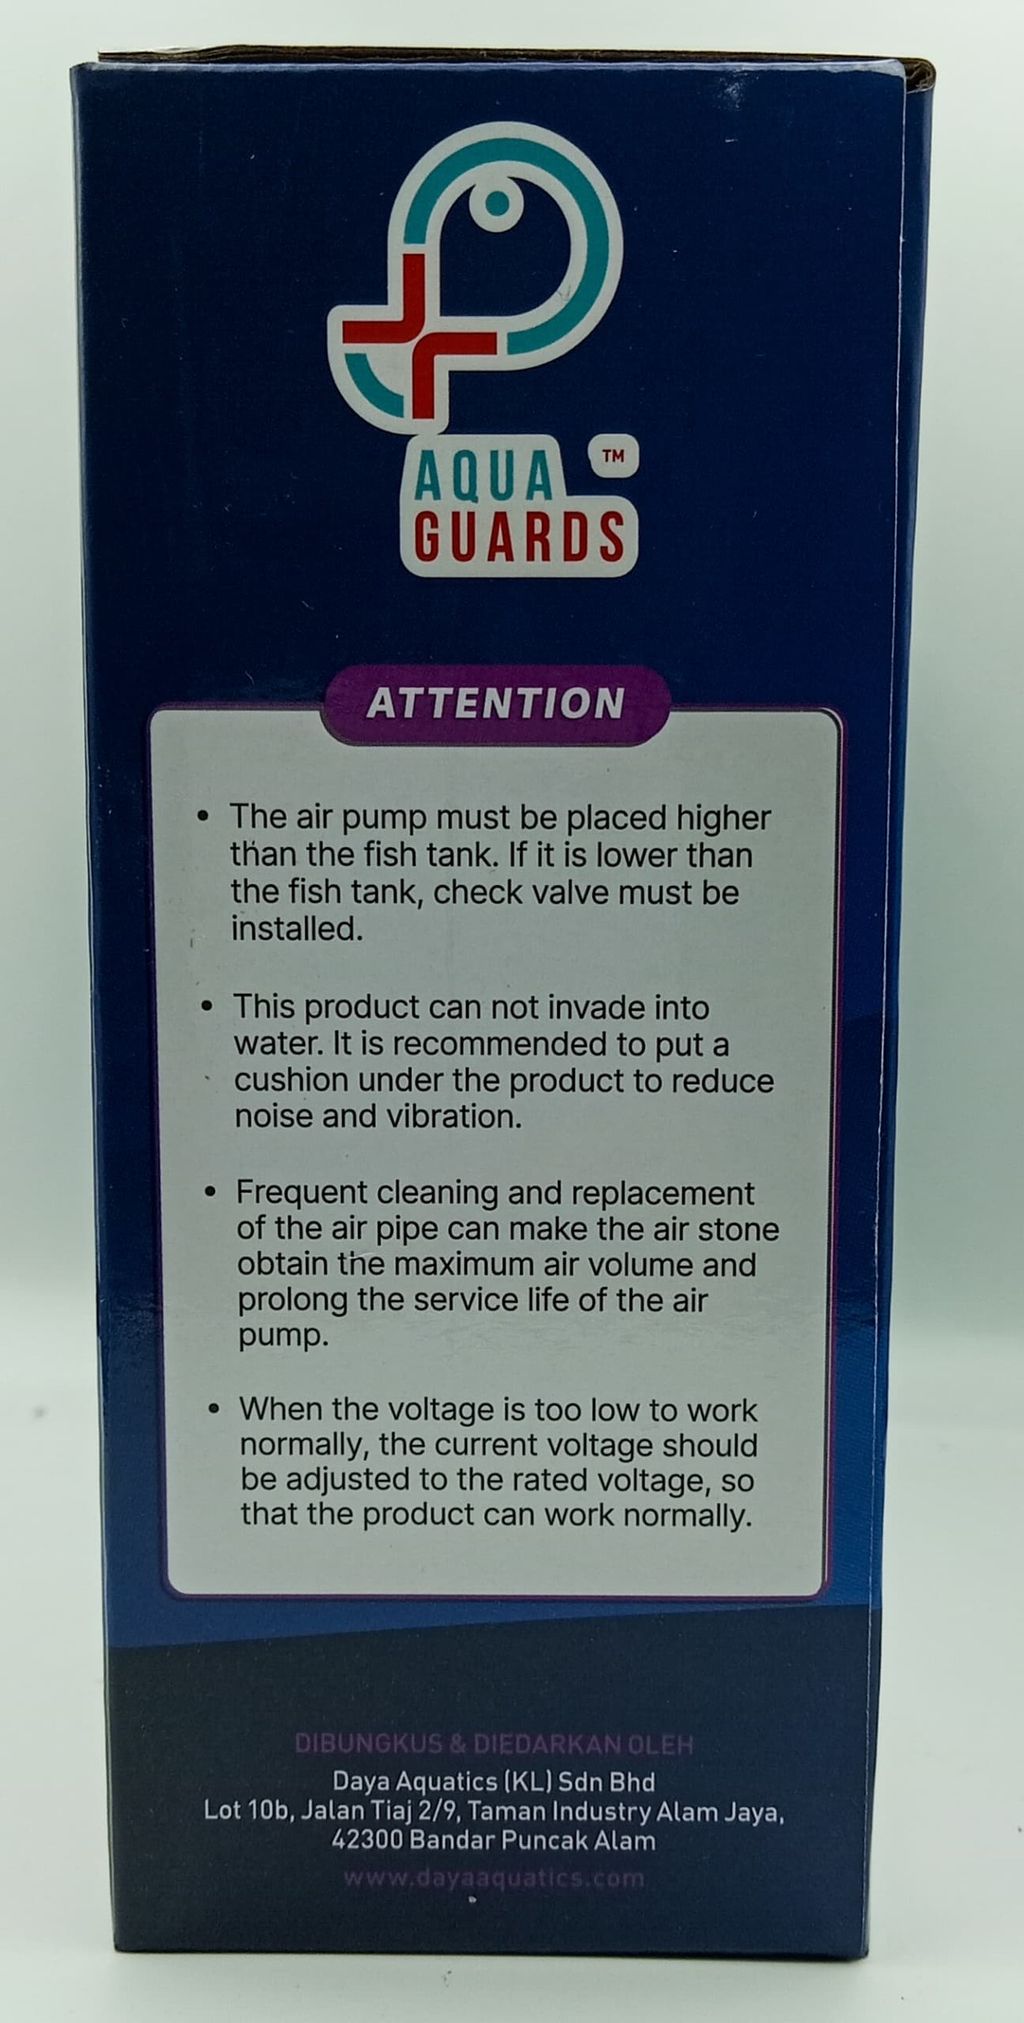 AQUA
TM
GUARDS
ATTENTION
• The air pump must be placed higher
than the fish tank. If it is lower than
the fish tank, check valve must be
installed.
• This product can not invade into
water. It is recommended to put a
cushion under the product to reduce
noise and vibration.
• Frequent cleaning and replacement
of the air pipe can make the air stone
obtain the maximum air volume and
prolong the service life of the air
pump.
• When the voltage is too low to work
normally, the current voltage should
be adjusted to the rated voltage, so
that the product can work normally.
DIBUNGKUS & DIEDARKAN OLEH
Daya Aquatics (KL) Sdn Bhd
Lot 10b, Jalan Tiaj 2/9, Taman Industry Alam Jaya,
42300 Bandar Puncak Alam
www.dayaaquatics.com